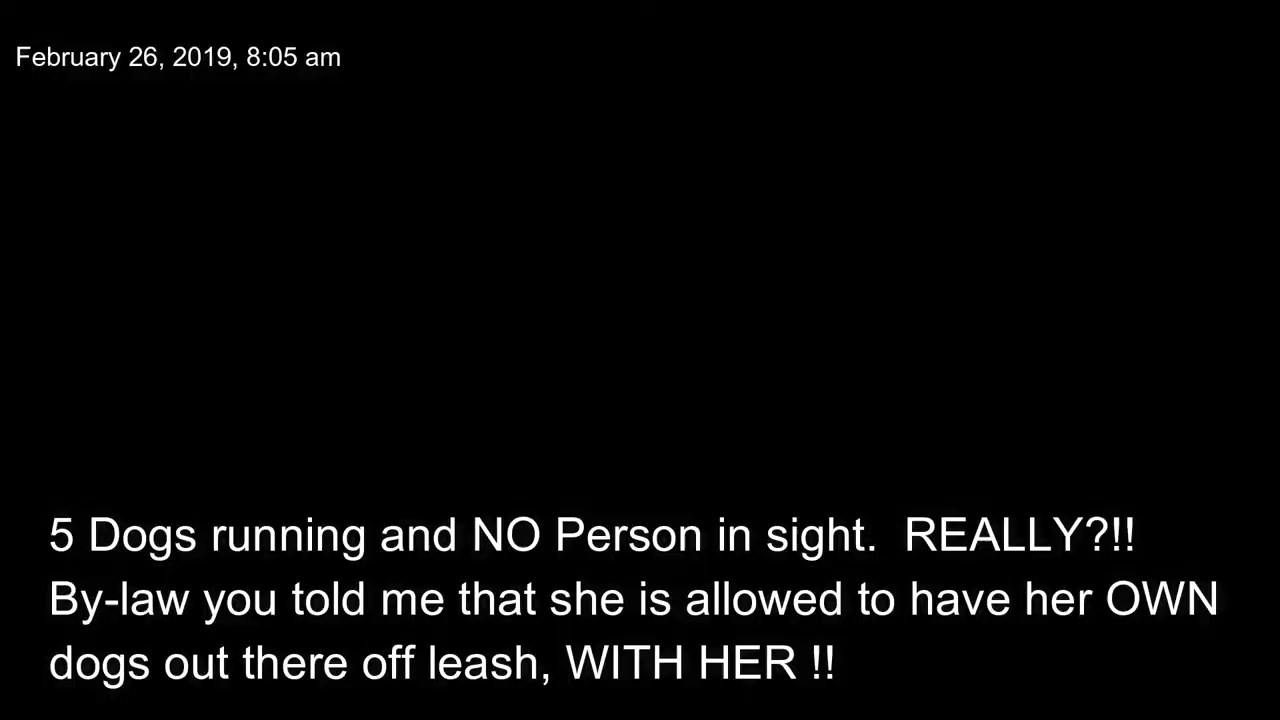 February 26, 2019, 8:05 am
5 Dogs running and NO Person in sight.  REALLY?!!
By-law you told me that she is allowed to have her OWN
dogs out there off leash, WITH HER !!